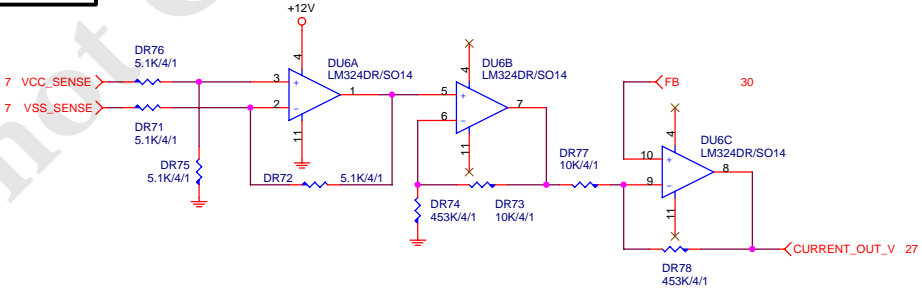 +12V
DR76
5.1K/4/1
DU6A
LM324DR/SO14
DU6B
LM324DR/SO14
7 VCC_SENSE
3
+
4
1
7 VSS_SENSE
2
-
11
DR71
5.1K/4/1
DR75
5.1K/4/1
DR72
5.1K/4/1
5
+
4
7
6
-
11
DR74
453K/4/1
DR73
10K/4/1
DR77
10K/4/1
FB 30
DU6C
LM324DR/SO14
10
+
4
8
9
-
11
DR78
453K/4/1
CURRENT_OUT_V 27
not